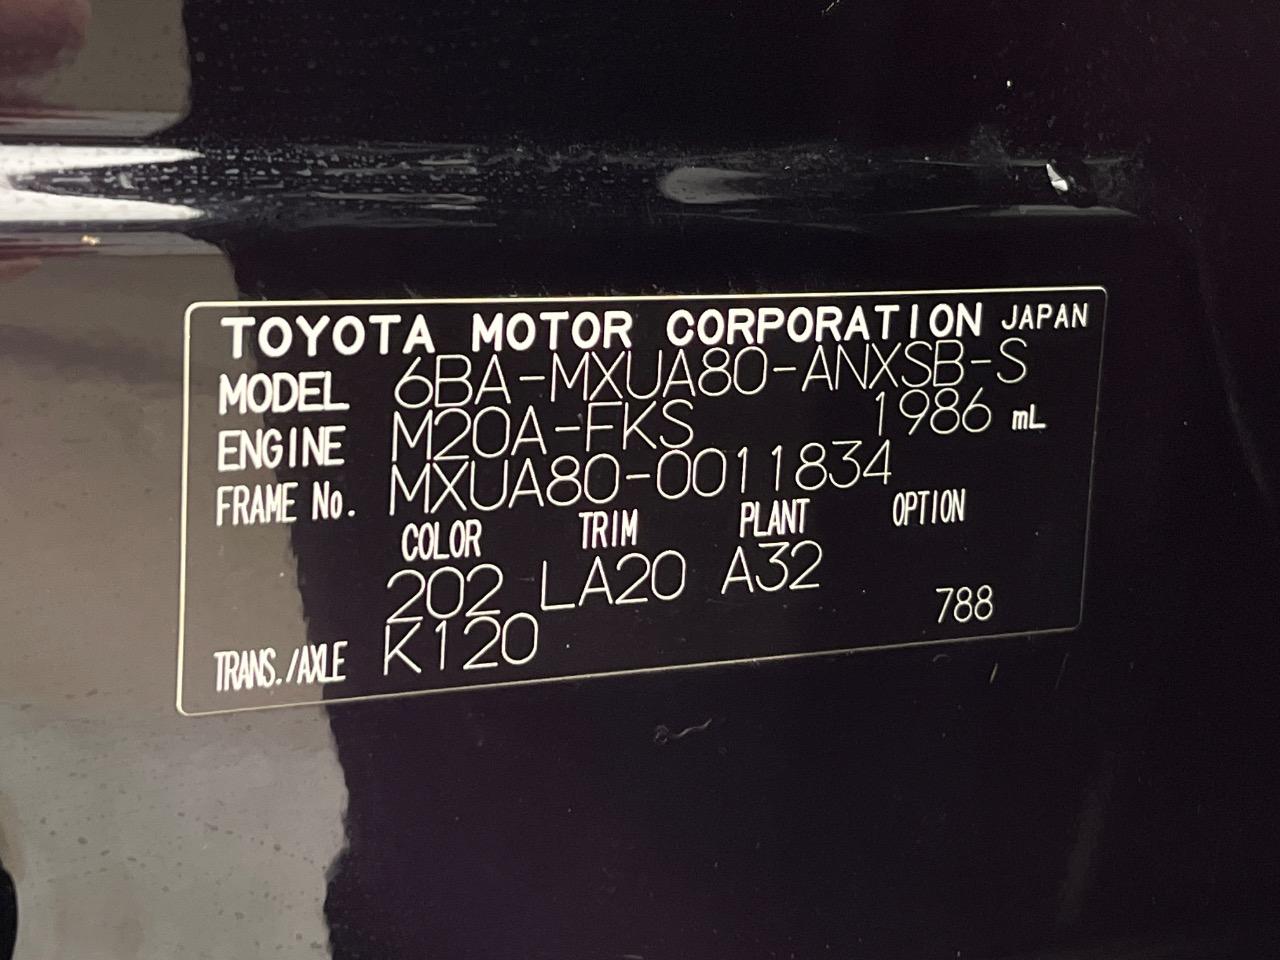 TOYOTA MOTOR CORPORATION JAPAN
MODEL 6BA-MXUA80-ANXSB-S
ENGINE M20A-FKS 1986 mL
FRAME No. MXUA80-0011834
COLOR TRIM PLANT OPTION
202 LA20 A32
TRANS./AXLE K120 788